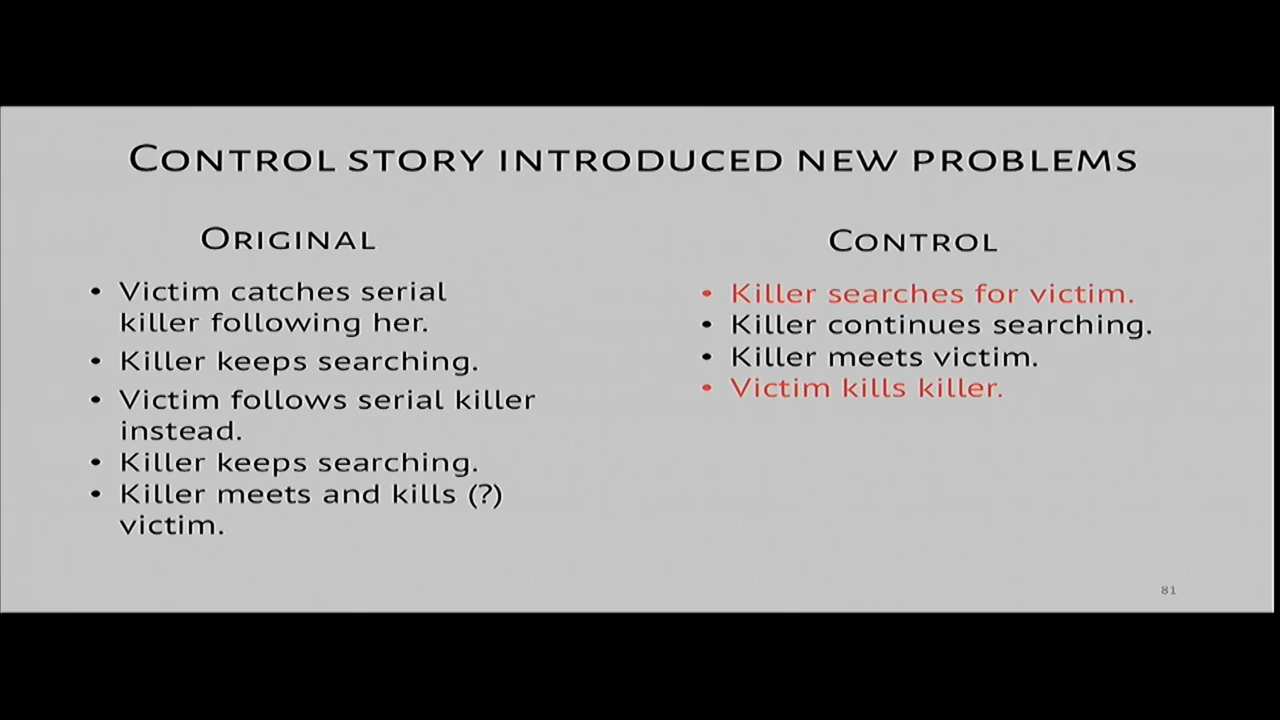 CONTROL STORY INTRODUCED NEW PROBLEMS
ORIGINAL
• Victim catches serial
killer following her.
• Killer keeps searching.
• Victim follows serial killer
instead.
• Killer keeps searching.
• Killer meets and kills (?)
victim.
CONTROL
• Killer searches for victim.
• Killer continues searching.
• Killer meets victim.
• Victim kills killer.
81